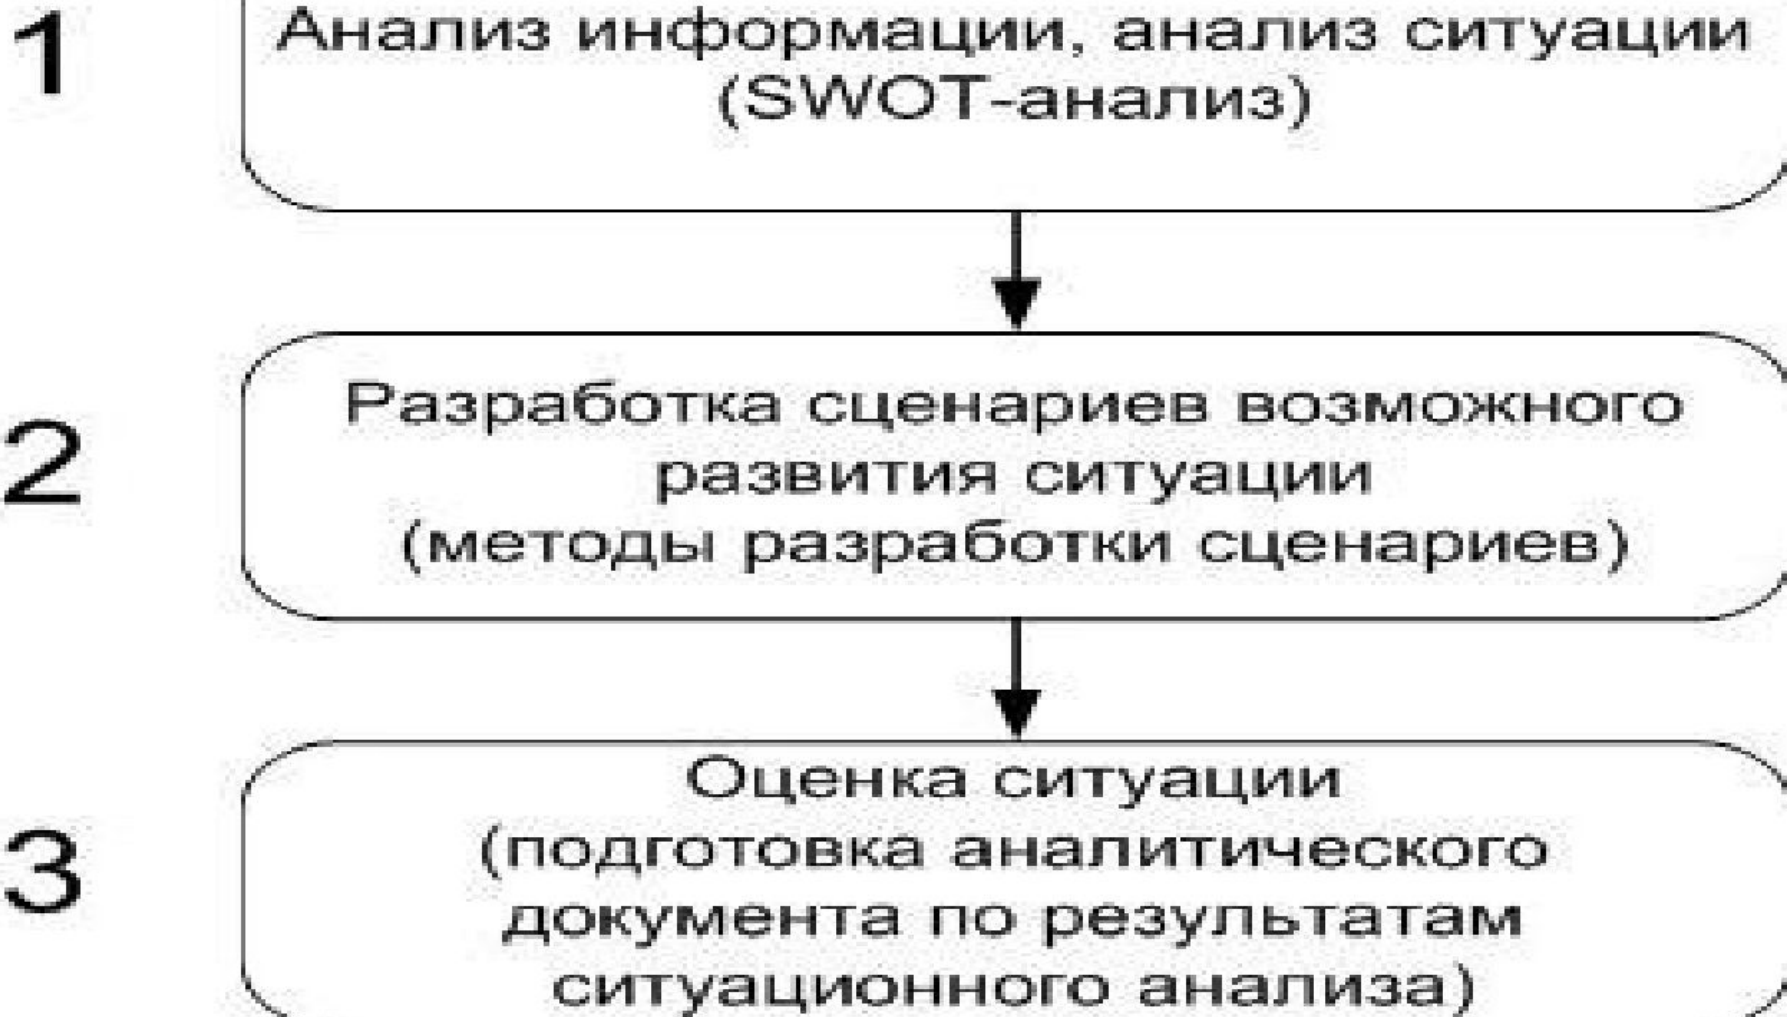 1
Анализ информации, анализ ситуации
(SWOT-анализ)
2
Разработка сценариев возможного
развития ситуации
(методы разработки сценариев)
3
Оценка ситуации
(подготовка аналитического
документа по результатам
ситуационного анализа)